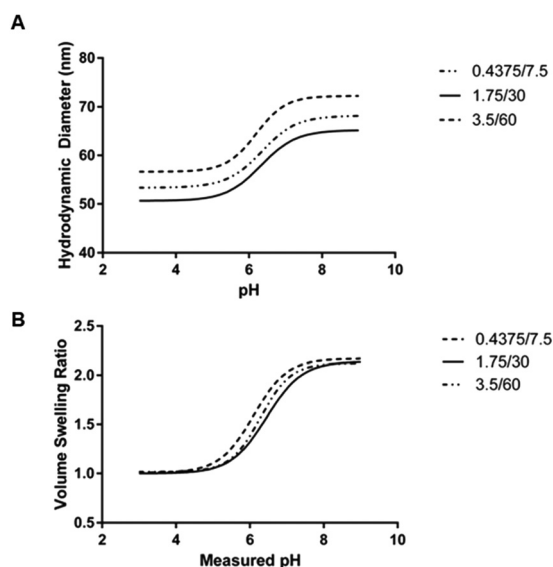 A
80
70
60
50
40
Hydrodynamic Diameter (nm)
2 4 6 8 10
pH
0.4375/7.5
1.75/30
3.5/60
B
2.5
2.0
1.5
1.0
0.5
Volume Swelling Ratio
2 4 6 8 10
Measured pH
0.4375/7.5
1.75/30
3.5/60